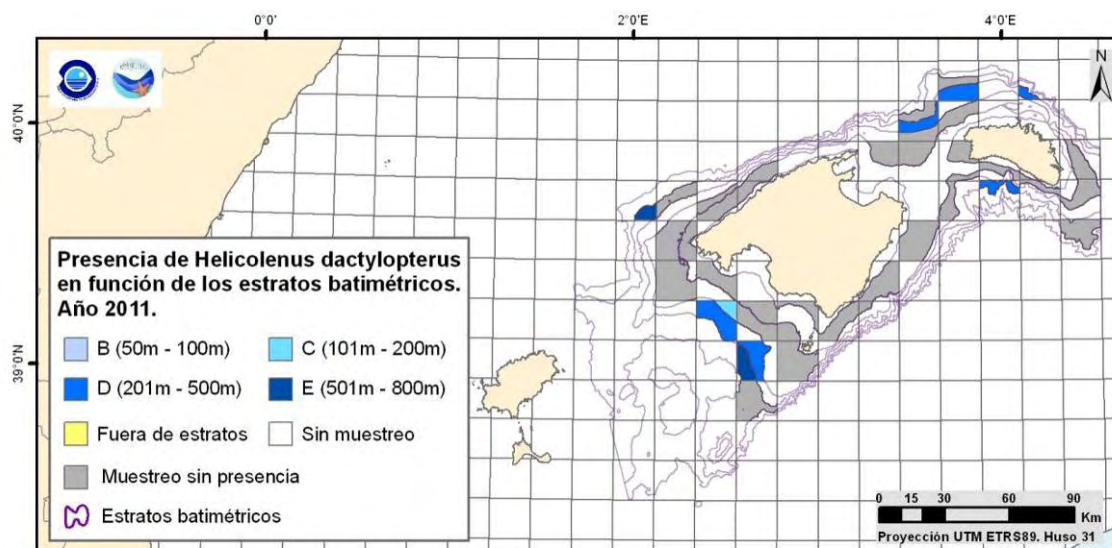 0°0'
2°0'E
4°0'E
N
40°0'N
39°0'N
Presencia de Helicolenus dactylopterus
en función de los estratos batimétricos.
Año 2011.
B (50m - 100m)
C (101m - 200m)
D (201m - 500m)
E (501m - 800m)
Fuera de estratos
Sin muestreo
Muestreo sin presencia
Estratos batimétricos
0 15 30 60 90
Km
Proyección UTM ETRS89. Huso 31